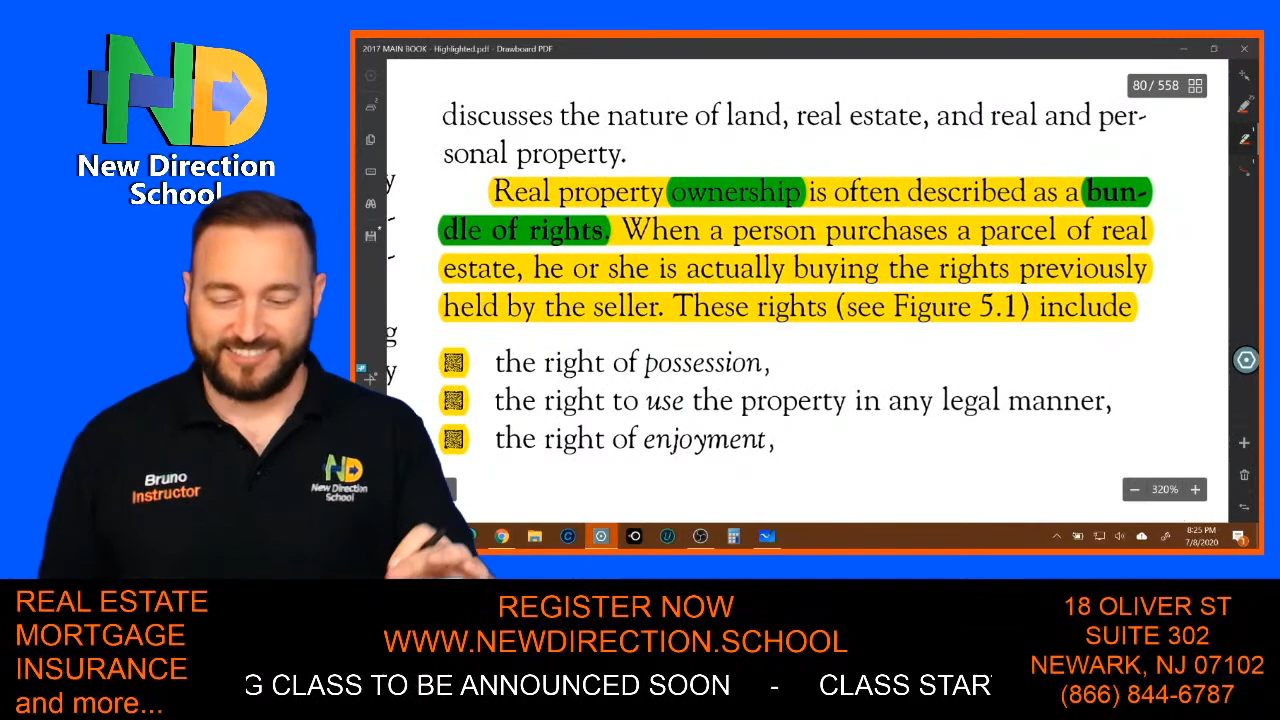 ND
New Direction
School
Bruno
Instructor
ND
New Direction
School
2017 MAIN BOOK - Highlighted.pdf - Drawboard PDF
80 / 558
discusses the nature of land, real estate, and real and per-
sonal property.
Real property ownership is often described as a bun-
dle of rights. When a person purchases a parcel of real
estate, he or she is actually buying the rights previously
held by the seller. These rights (see Figure 5.1) include
the right of possession,
the right to use the property in any legal manner,
the right of enjoyment,
y
g
y
320%
8:25 PM
7/8/2020
REAL ESTATE
MORTGAGE
INSURANCE
and more...
REGISTER NOW
WWW.NEWDIRECTION.SCHOOL
G CLASS TO BE ANNOUNCED SOON - CLASS STAR
18 OLIVER ST
SUITE 302
NEWARK, NJ 07102
(866) 844-6787